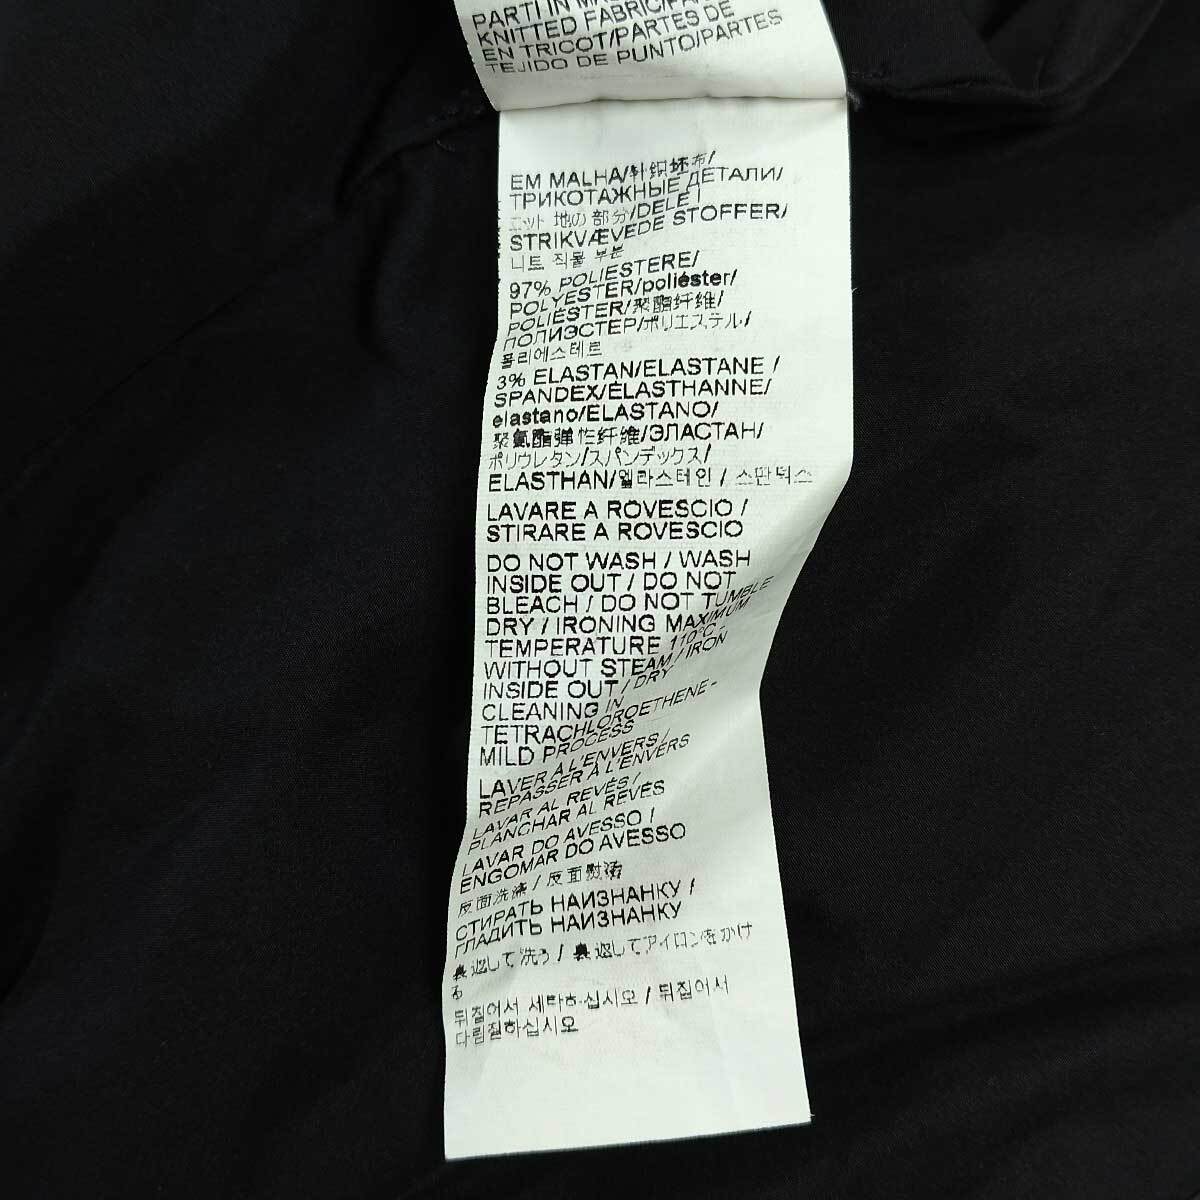 PARTI IN
KNITTED FABRIC/
EN TRICOT/PARTES DE
TEJIDO DE PUNTO/PARTES
EM MALHA/针织坯布/
ТРИКОТАЖНЫЕ ДЕТАЛИ/
ニット 地の部分/DELE I
STRIKVÆVEDE STOFFER/
니트 직물 부분
97% POLIESTERE/
POLYESTER/poliéster/
POLIÉSTER/聚酯纤维/
ПОЛИЭСТЕР/ポリエステル/
폴리에스테르
3% ELASTAN/ELASTANE /
SPANDEX/ÉLASTHANNE/
elastano/ELASTANO/
聚氨酯弹性纤维/ЭЛАСТАН/
ポリウレタン/スパンデックス/
ELASTHAN/엘라스테인 / 스판덱스
LAVARE A ROVESCIO /
STIRARE A ROVESCIO
DO NOT WASH / WASH
INSIDE OUT / DO NOT
BLEACH / DO NOT TUMBLE
DRY / IRONING MAXIMUM
TEMPERATURE 110°C -
WITHOUT STEAM / IRON
INSIDE OUT / DRY
CLEANING IN
TETRACHLOROETHENE-
MILD PROCESS
LAVER A L'ENVERS/
REPASSER À L'ENVERS
LAVAR AL REVÉS/
PLANCHAR AL REVÉS
LAVAR DO AVESSO /
ENGOMAR DO AVESSO
反面洗涤 / 反面熨烫
СТИРАТЬ НАИЗНАНКУ /
ГЛАДИТЬ НАИЗНАНКУ
裏返して洗う / 裏返してアイロンをかけ
る
뒤집어서 세탁하십시오 / 뒤집어서
다림질하십시오